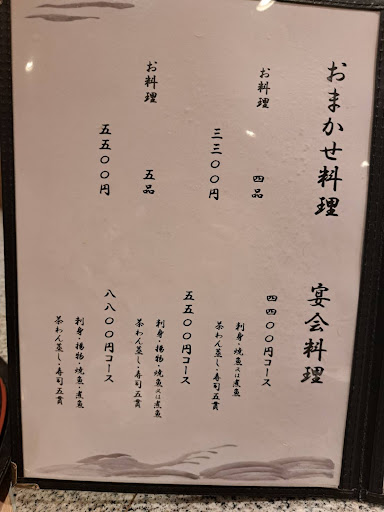 おまかせ料理
お料理 四品
三三〇〇円
お料理 五品
五五〇〇円
宴会料理
四四〇〇円コース
刺身・焼魚又は煮魚
茶わん蒸し・寿司五貫
五五〇〇円コース
刺身・揚物・焼魚又は煮魚
茶わん蒸し・寿司五貫
八八〇〇円コース
刺身・揚物・焼魚・煮魚
茶わん蒸し・寿司五貫